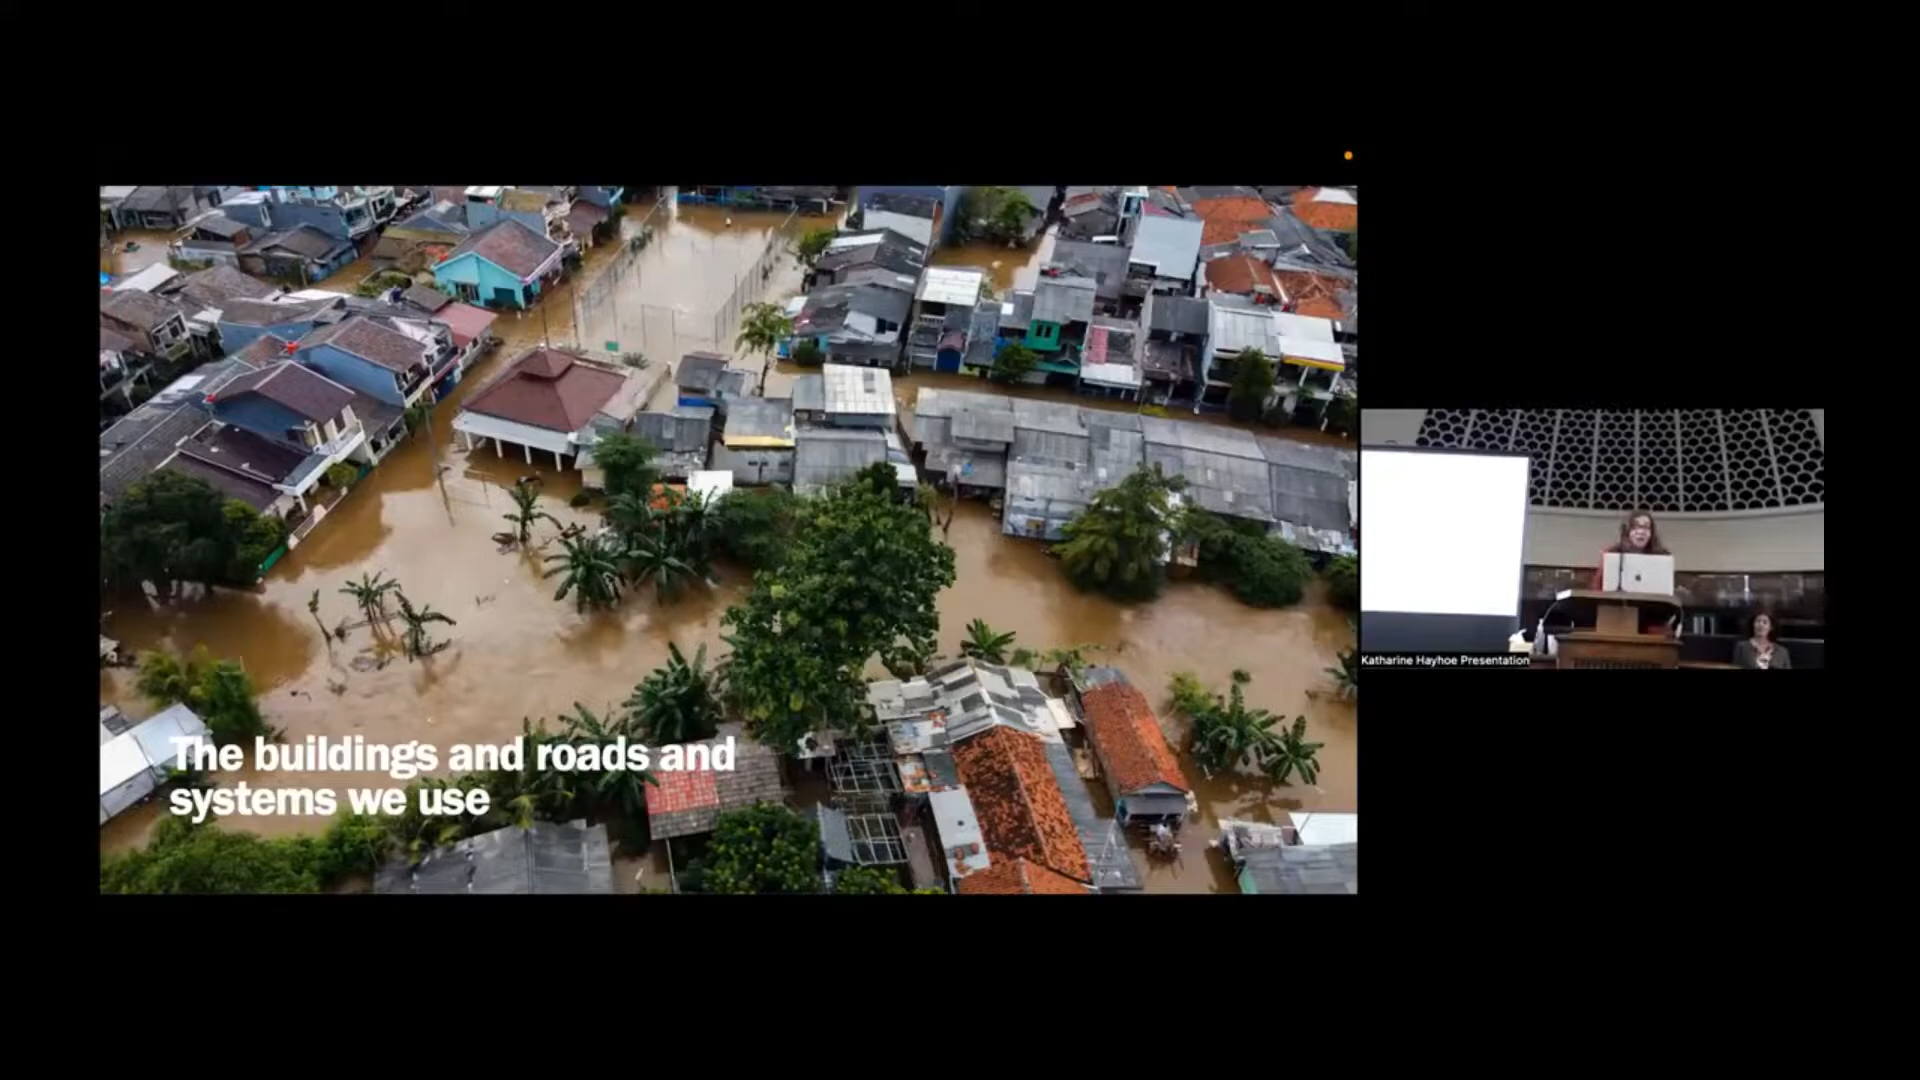 The buildings and roads and
systems we use
Katharine Hayhoe Presentation